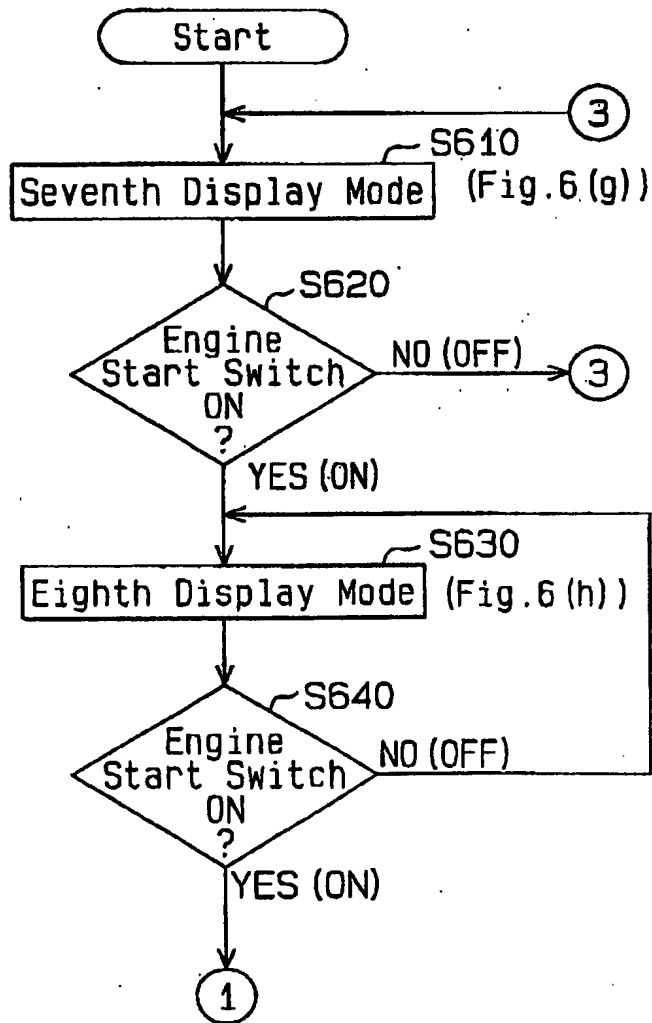 Start
3
S610
Seventh Display Mode (Fig.6(g))
S620
Engine
Start Switch
ON
?
NO(OFF)
3
YES(ON)
S630
Eighth Display Mode (Fig.6(h))
S640
Engine
Start Switch
ON
?
NO(OFF)
YES(ON)
1